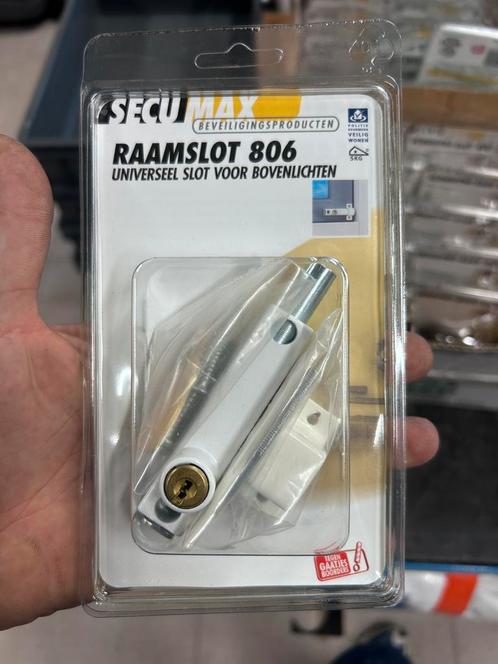 SECUMAX
BEVEILIGINGSPRODUCTEN
RAAMSLOT 806
UNIVERSEEL SLOT VOOR BOVENLICHTEN
POLITIE
KEURMERK
VEILIG
WONEN
SKG
TEGEN
GAATJES
BOORDERS